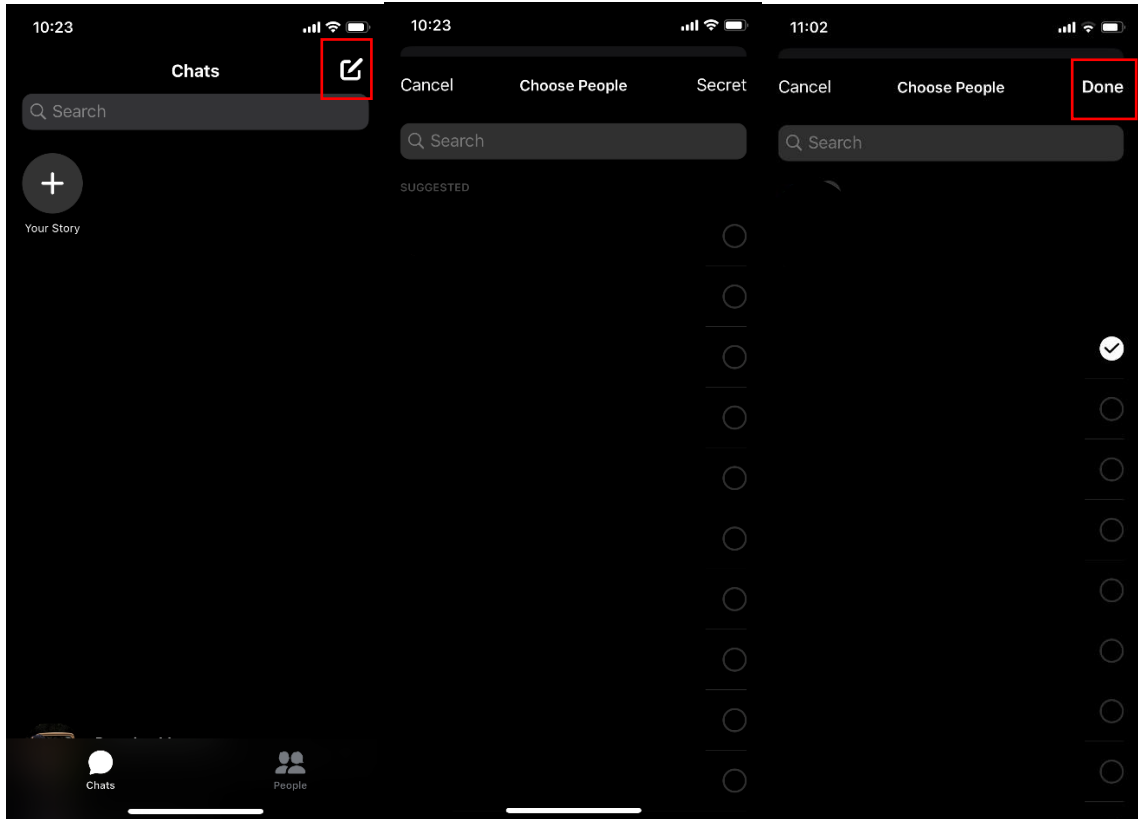 10:23
Chats
Search
Your Story
Chats
People
10:23
Cancel Choose People Secret
Search
SUGGESTED
11:02
Cancel Choose People Done
Search